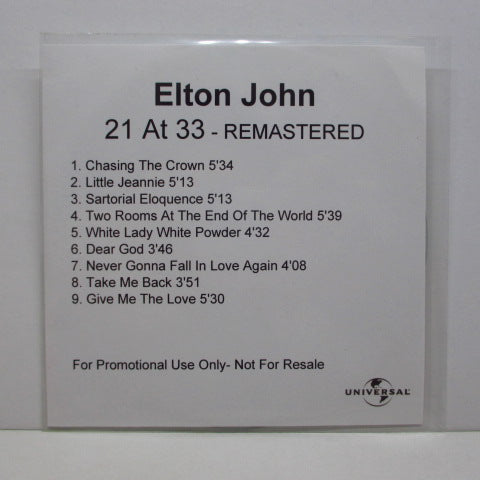 Elton John
21 At 33 - REMASTERED
1. Chasing The Crown 5'34
2. Little Jeannie 5'13
3. Sartorial Eloquence 5'13
4. Two Rooms At The End Of The World 5'39
5. White Lady White Powder 4'32
6. Dear God 3'46
7. Never Gonna Fall In Love Again 4'08
8. Take Me Back 3'51
9. Give Me The Love 5'30
For Promotional Use Only- Not For Resale
UNIVERSAL